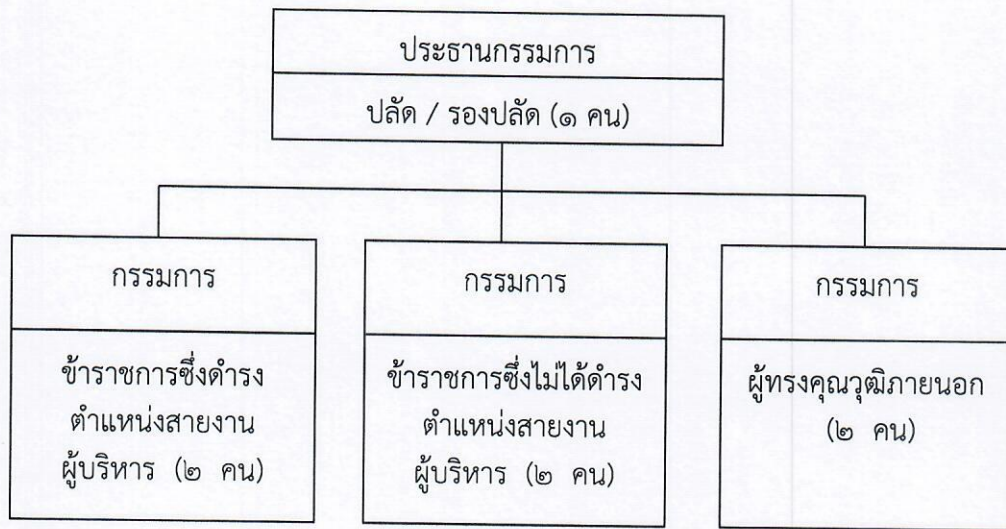 ประธานกรรมการ
ปลัด / รองปลัด (๑ คน)
กรรมการ
ข้าราชการซึ่งดำรง
ตำแหน่งสายงาน
ผู้บริหาร (๒ คน)
กรรมการ
ข้าราชการซึ่งไม่ได้ดำรง
ตำแหน่งสายงาน
ผู้บริหาร (๒ คน)
กรรมการ
ผู้ทรงคุณวุฒิภายนอก
(๒ คน)